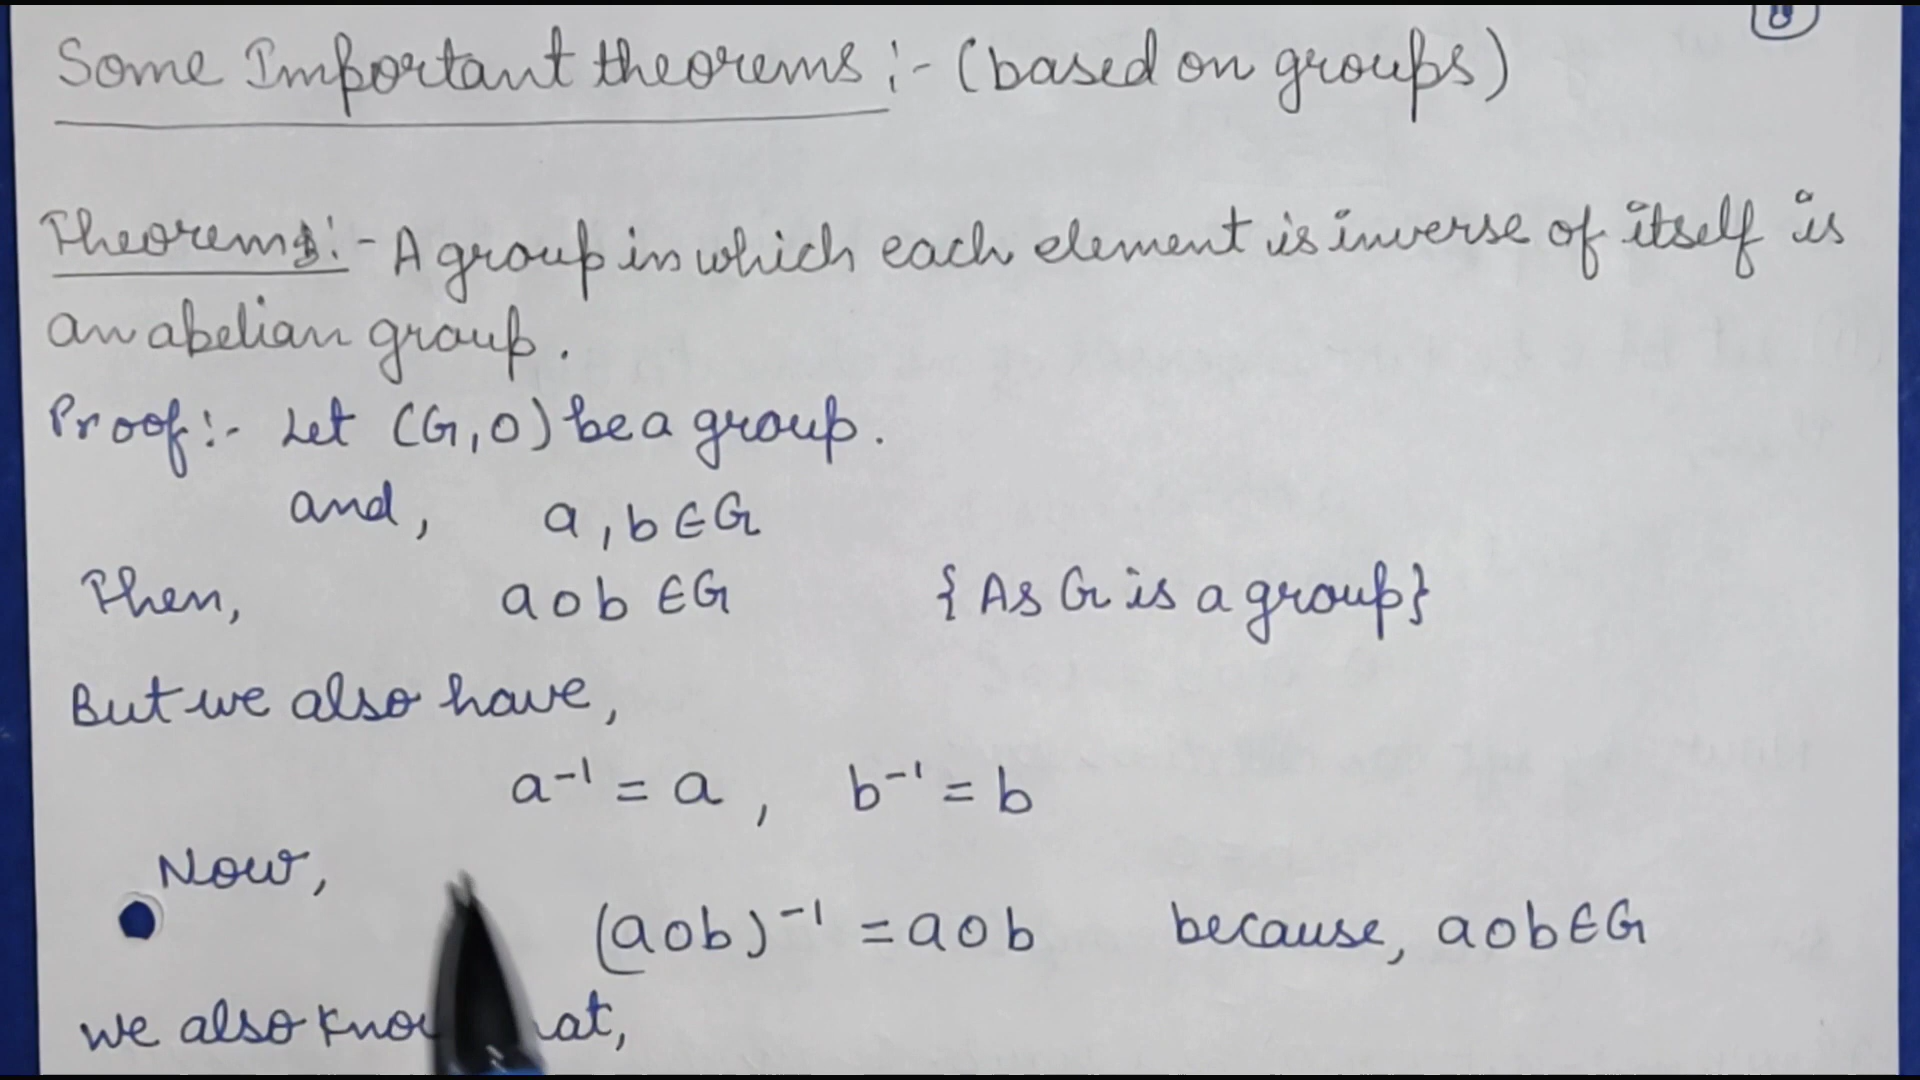 Some Important theorems :- (based on groups)
Theorem 1:- A group in which each element is inverse of itself is
an abelian group.
Proof:- Let (G, o) be a group.
and, a, b ∈ G
Then, a o b ∈ G {As G is a group}
But we also have,
a⁻¹ = a , b⁻¹ = b
Now,
(a o b)⁻¹ = a o b because, a o b ∈ G
we also